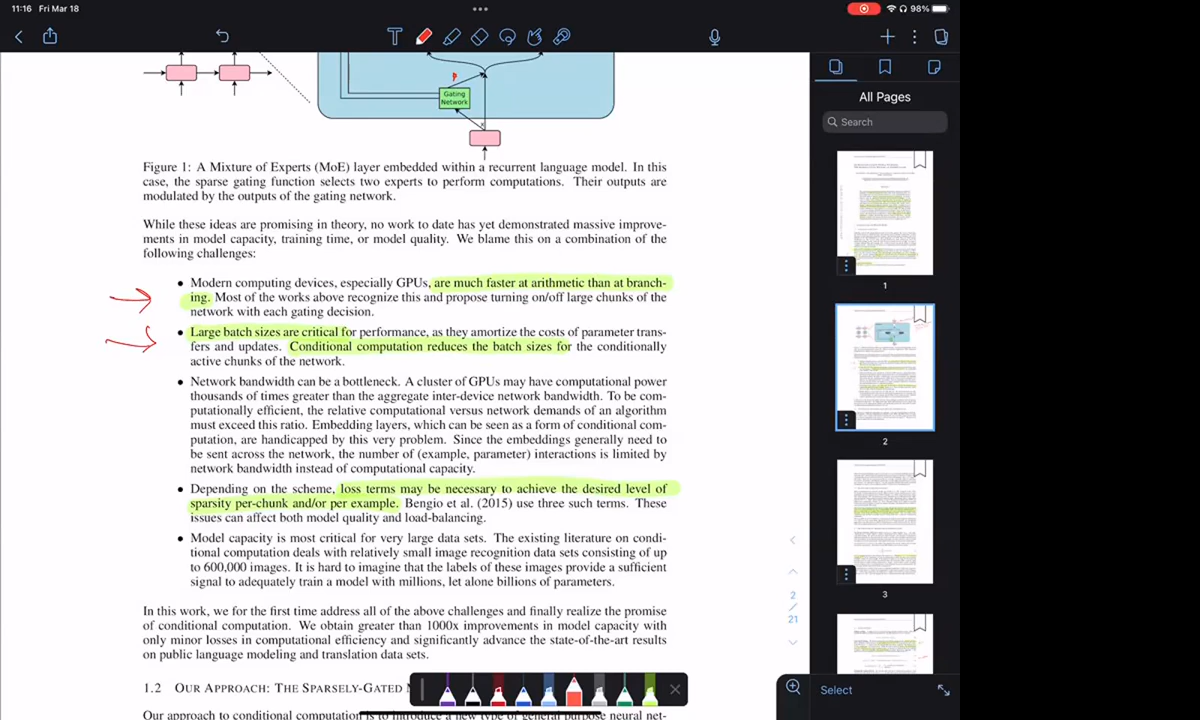 11:16 Fri Mar 18
98%
All Pages
Search
P
Gating
Network
Figure 1: A Mixture of Experts (MoE) layer embedded within a recurrent language model. In this
case, the sparse gating function selects two experts to perform computations. Their outputs are
modulated by the outputs of the gating network.
While these ideas are promising in theory, no work to date has yet demonstrated massive improve-
ments in model capacity, training time, or model quality. We blame this on a combination of the
following challenges:
• Modern computing devices, especially GPUs, are much faster at arithmetic than at branch-
ing. Most of the works above recognize this and propose turning on/off large chunks of the
network with each gating decision.
• Large batch sizes are critical for performance, as they amortize the costs of parameter trans-
fers and updates. Conditional computation reduces the batch sizes for the conditionally
active chunks of the network.
• Network bandwidth can be a bottleneck. A cluster of GPUs may have computational power
thousands of times greater than the aggregate inter-device network bandwidth. To be com-
putationally efficient, the relative computational versus network demands of an algorithm
must exceed this ratio. Embedding layers, which can be seen as a form of conditional com-
putation, are handicapped by this very problem. Since the embeddings generally need to
be sent across the network, the number of (example, parameter) interactions is limited by
network bandwidth instead of computational capacity.
• Depending on the scheme, loss terms may be necessary to achieve the desired level of
sparsity per-chunk and/or per example. Bengio et al. (2015) use three such terms. These
issues can affect both model quality and load-balancing.
• Model capacity is most critical for very large data sets. The existing literature on condi-
tional computation deals with relatively small image recognition data sets consisting of up
to 600,000 images. It is hard to imagine that the labels of these images provide a sufficient
signal to adequately train a model with millions, let alone billions of parameters.
In this work, we for the first time address all of the above challenges and finally realize the promise
of conditional computation. We obtain greater than 1000x improvements in model capacity with
only minor losses in computational efficiency and significantly advance the state-of-the-art results
on public language modeling and translation data sets.
1.2 OUR APPROACH: THE SPARSELY-GATED
Our approach to conditional computation is to introduce a new type of general purpose neural net-
2
/
21
1
2
3
Select